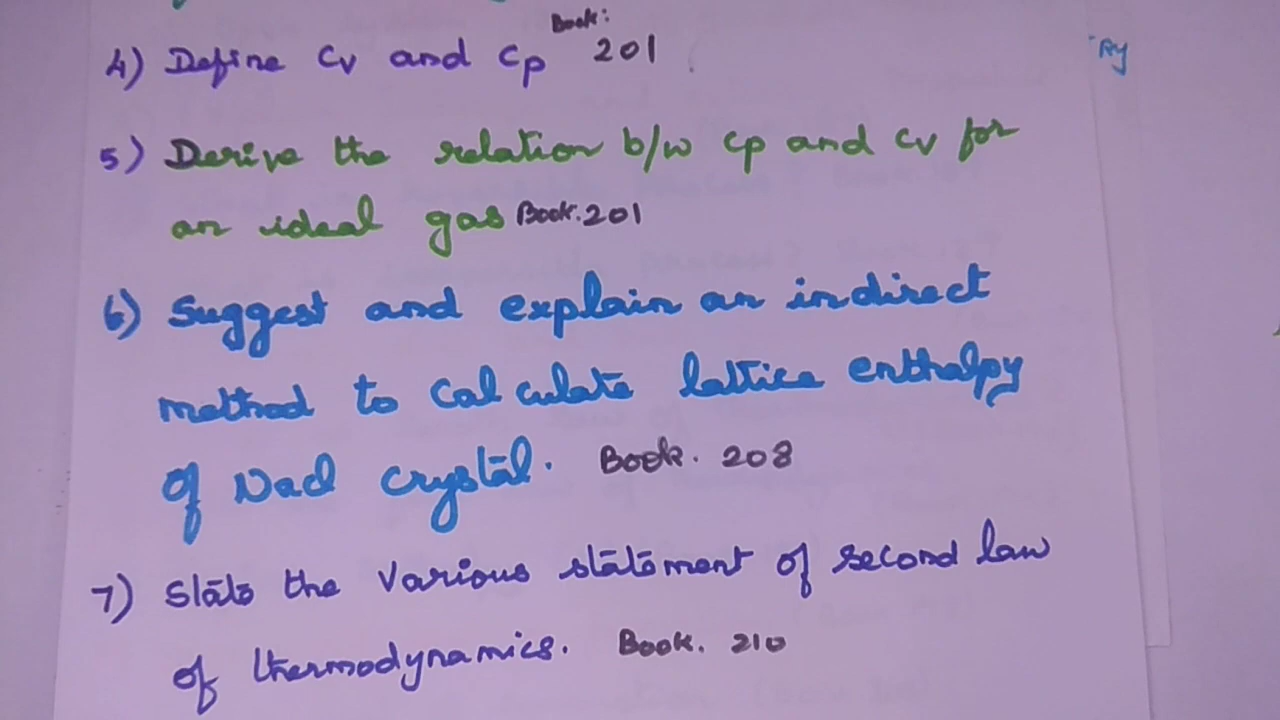 4) Define Cv and Cp Book: 201
Ry
5) Derive the relation b/w Cp and Cv for
an ideal gas Book.201
6) Suggest and explain an indirect
method to Calculate lattice enthalpy
of Nacl crystal. Book. 208
7) State the Various statement of second law
of thermodynamics. Book. 210